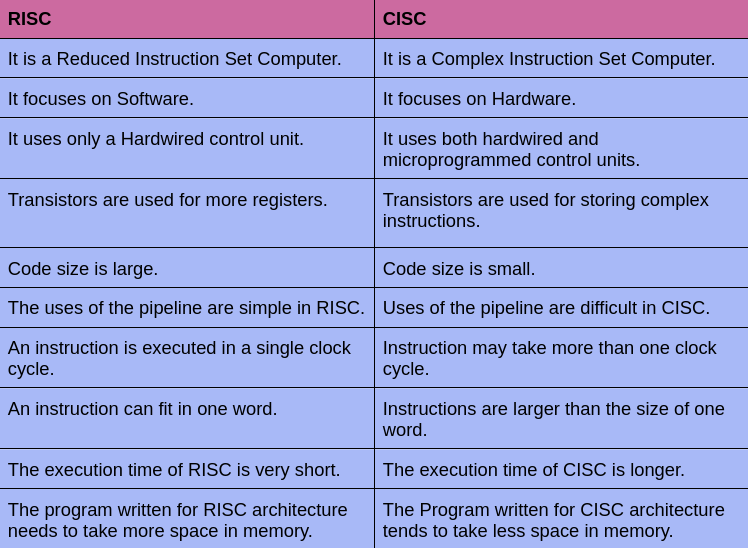 RISC
CISC
It is a Reduced Instruction Set Computer.
It is a Complex Instruction Set Computer.
It focuses on Software.
It focuses on Hardware.
It uses only a Hardwired control unit.
It uses both hardwired and
microprogrammed control units.
Transistors are used for more registers.
Transistors are used for storing complex
instructions.
Code size is large.
Code size is small.
The uses of the pipeline are simple in RISC.
Uses of the pipeline are difficult in CISC.
An instruction is executed in a single clock
cycle.
Instruction may take more than one clock
cycle.
An instruction can fit in one word.
Instructions are larger than the size of one
word.
The execution time of RISC is very short.
The execution time of CISC is longer.
The program written for RISC architecture
needs to take more space in memory.
The Program written for CISC architecture
tends to take less space in memory.